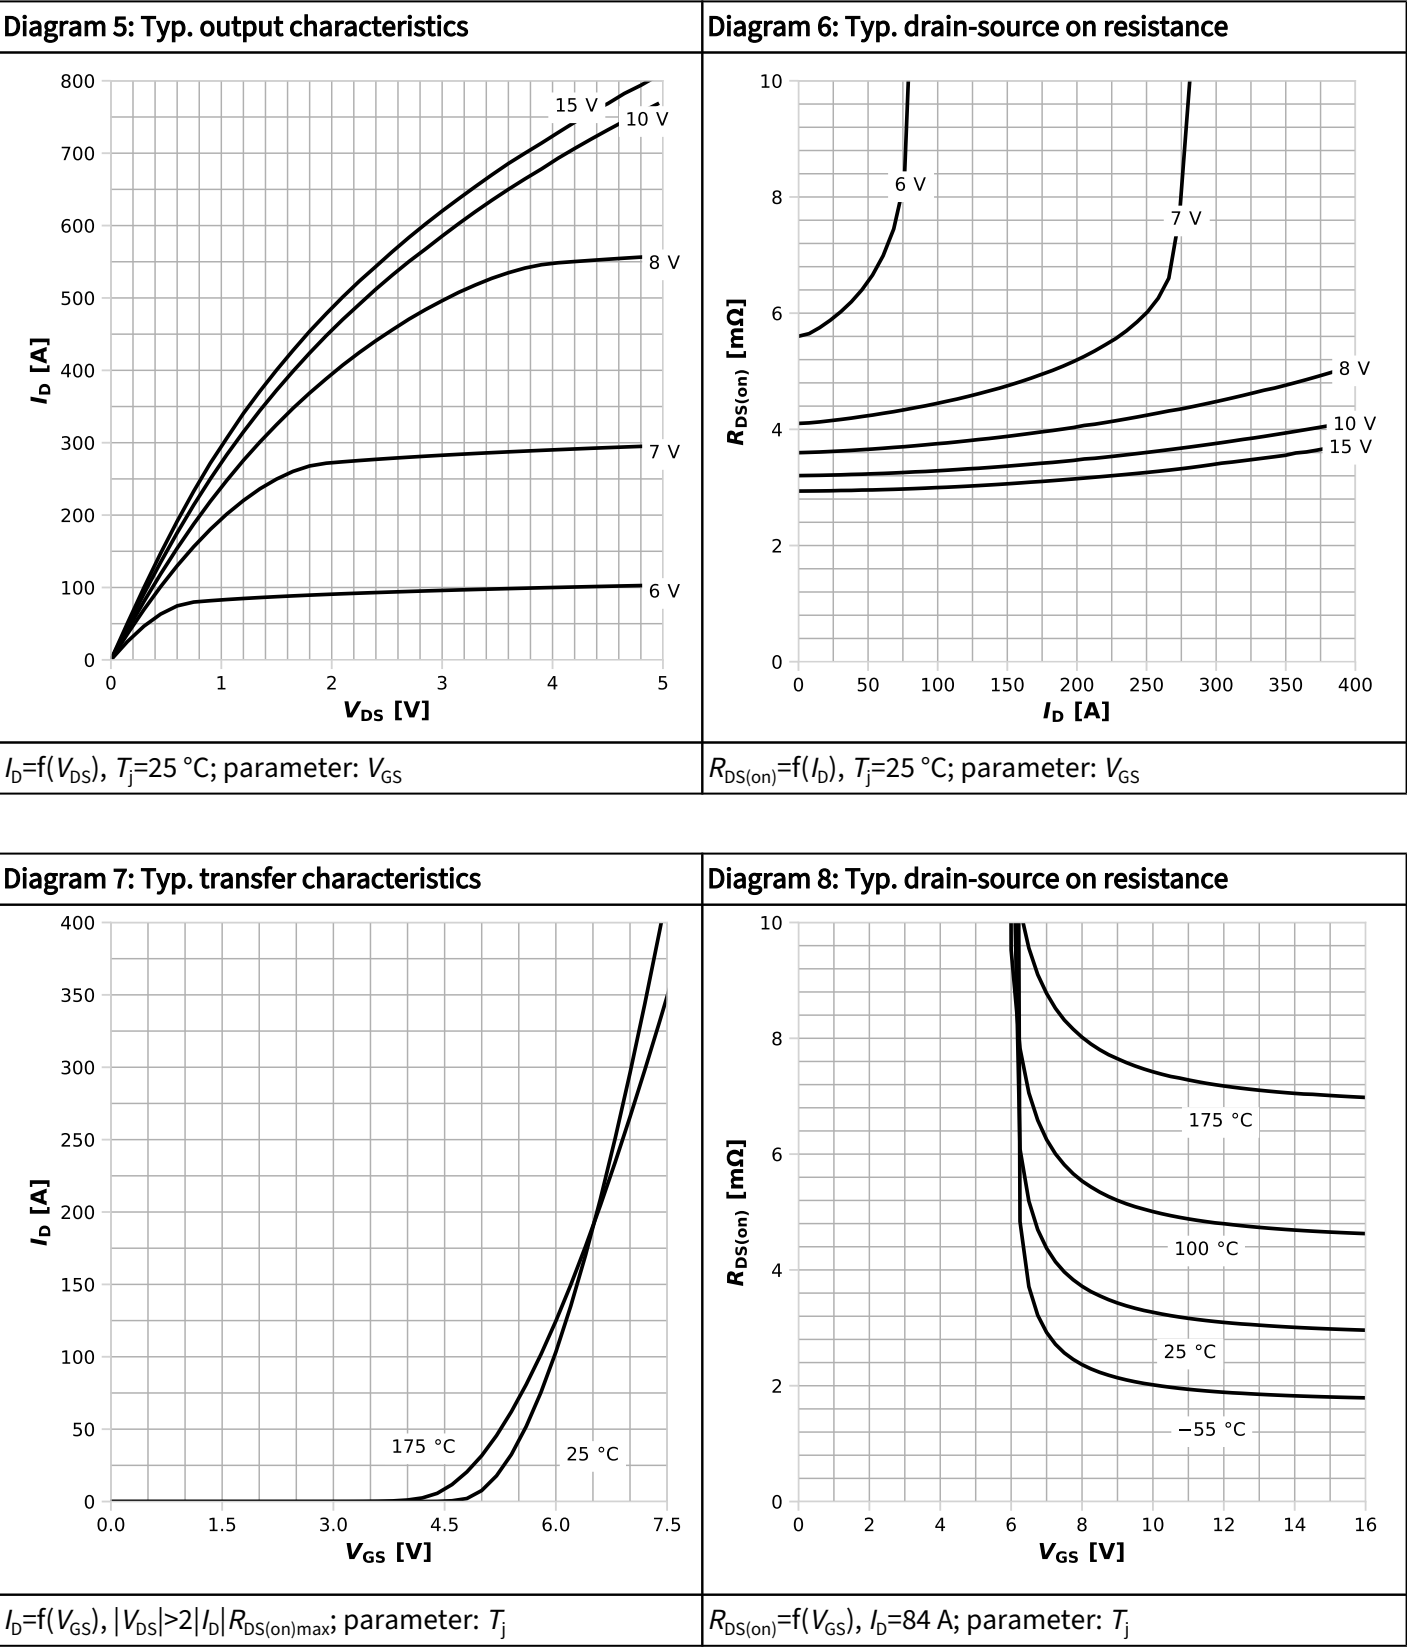 Diagram 5: Typ. output characteristics
800
700
600
500
400
300
200
100
0
0 1 2 3 4 5
15 V
10 V
8 V
7 V
6 V
I_D [A]
V_DS [V]
I_D=f(V_DS), T_j=25 °C; parameter: V_GS
Diagram 6: Typ. drain-source on resistance
10
8
6
4
2
0
0 50 100 150 200 250 300 350 400
6 V
7 V
8 V
10 V
15 V
R_DS(on) [mΩ]
I_D [A]
R_DS(on)=f(I_D), T_j=25 °C; parameter: V_GS
Diagram 7: Typ. transfer characteristics
400
350
300
250
200
150
100
50
0
0.0 1.5 3.0 4.5 6.0 7.5
175 °C
25 °C
I_D [A]
V_GS [V]
I_D=f(V_GS), |V_DS|>2|I_D|R_DS(on)max; parameter: T_j
Diagram 8: Typ. drain-source on resistance
10
8
6
4
2
0
0 2 4 6 8 10 12 14 16
175 °C
100 °C
25 °C
−55 °C
R_DS(on) [mΩ]
V_GS [V]
R_DS(on)=f(V_GS), I_D=84 A; parameter: T_j